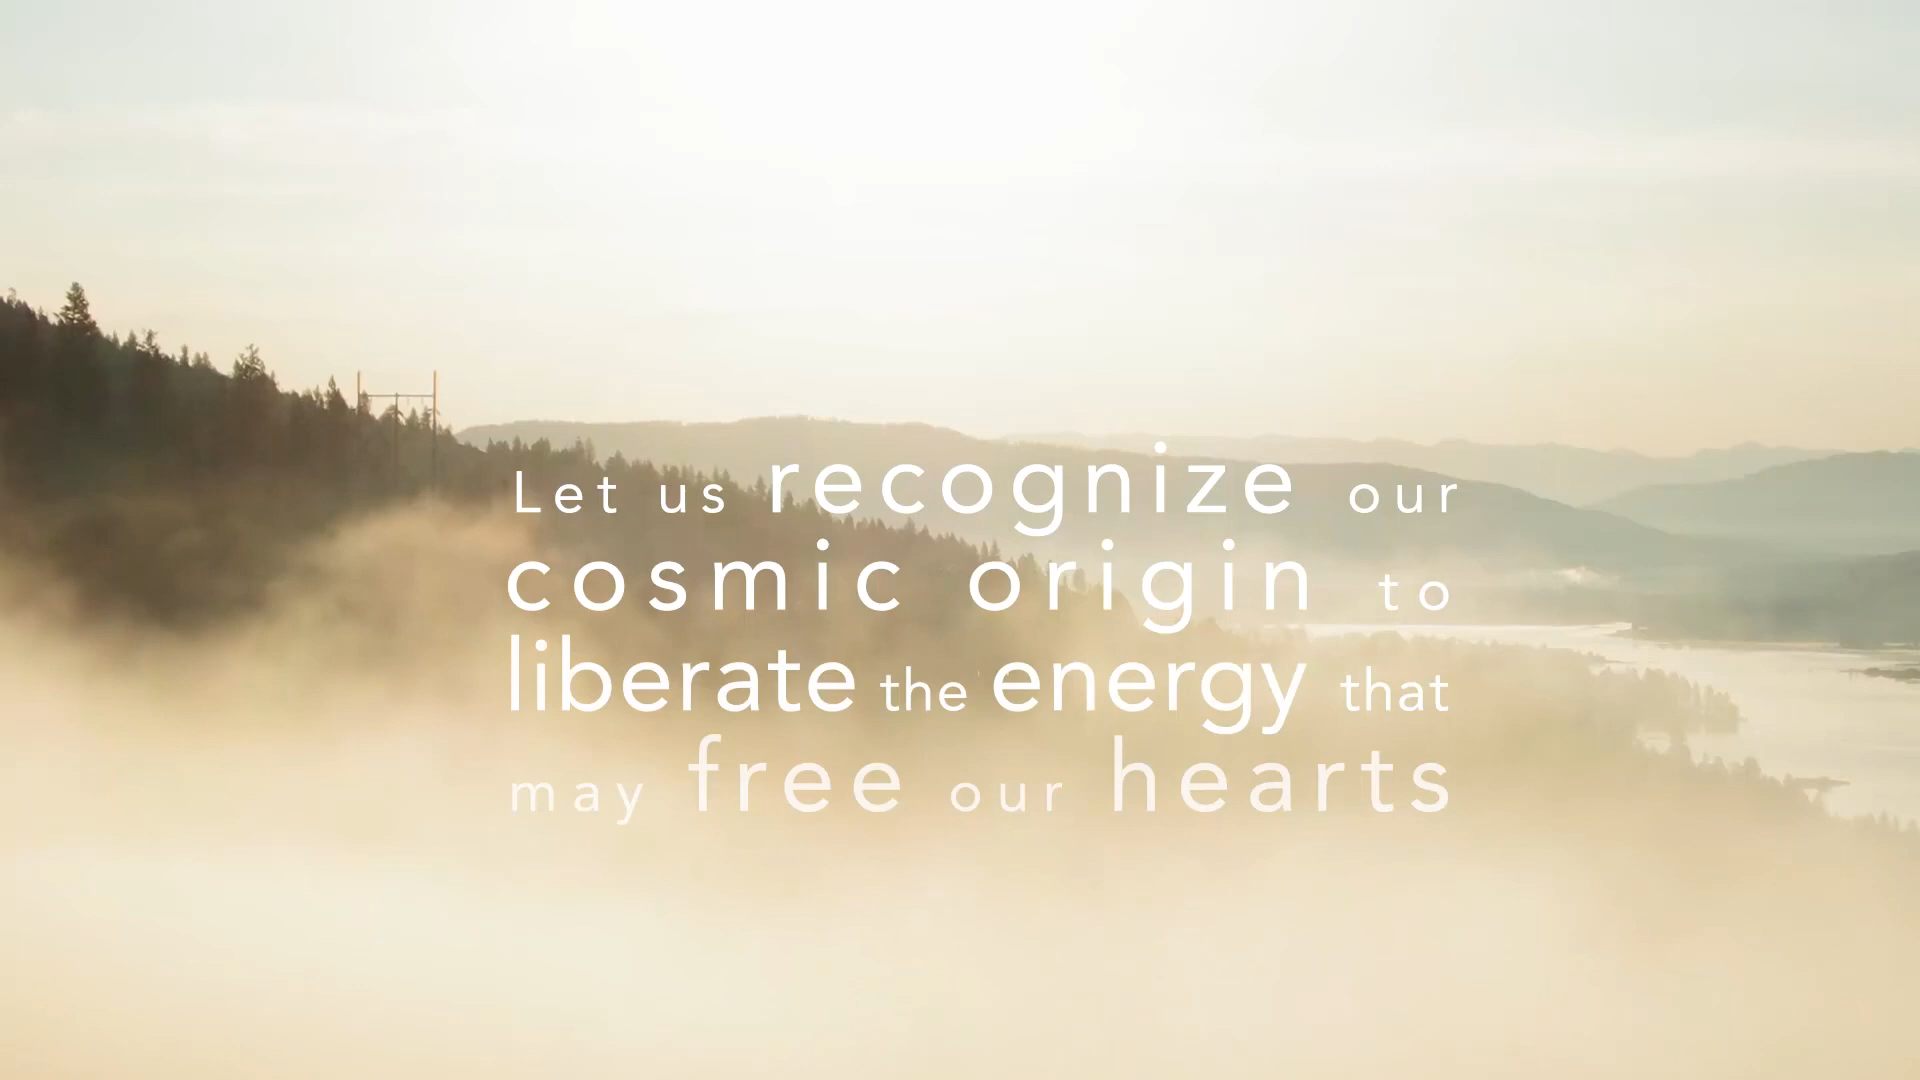 Let us recognize our
cosmic origin to
liberate the energy that
may free our hearts